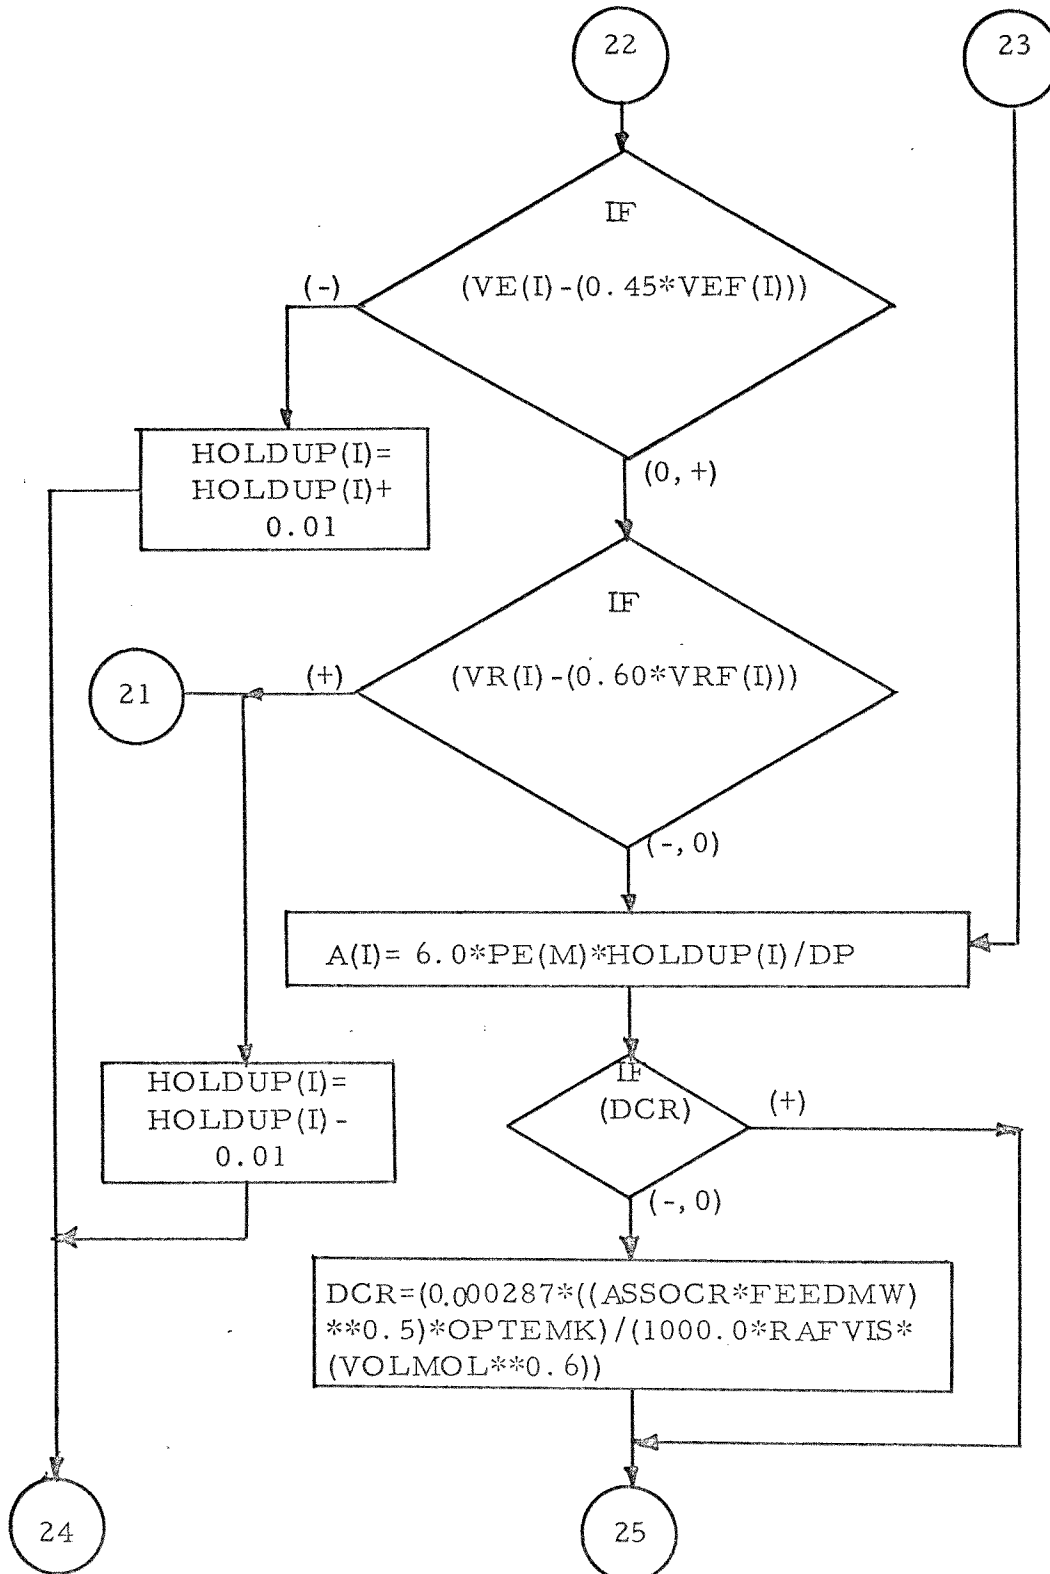 22
23
IF
(VE(I)-(0.45*VEF(I)))
(-)
HOLDUP(I)=
HOLDUP(I)+
0.01
(0,+)
IF
(VR(I)-(0.60*VRF(I)))
(+)
21
(-,0)
A(I)= 6.0*PE(M)*HOLDUP(I)/DP
HOLDUP(I)=
HOLDUP(I)-
0.01
IF
(DCR)
(+)
(-,0)
DCR=(0.000287*((ASSOCR*FEEDMW)
**0.5)*OPTEMK)/(1000.0*RAFVIS*
(VOLMOL**0.6))
24
25